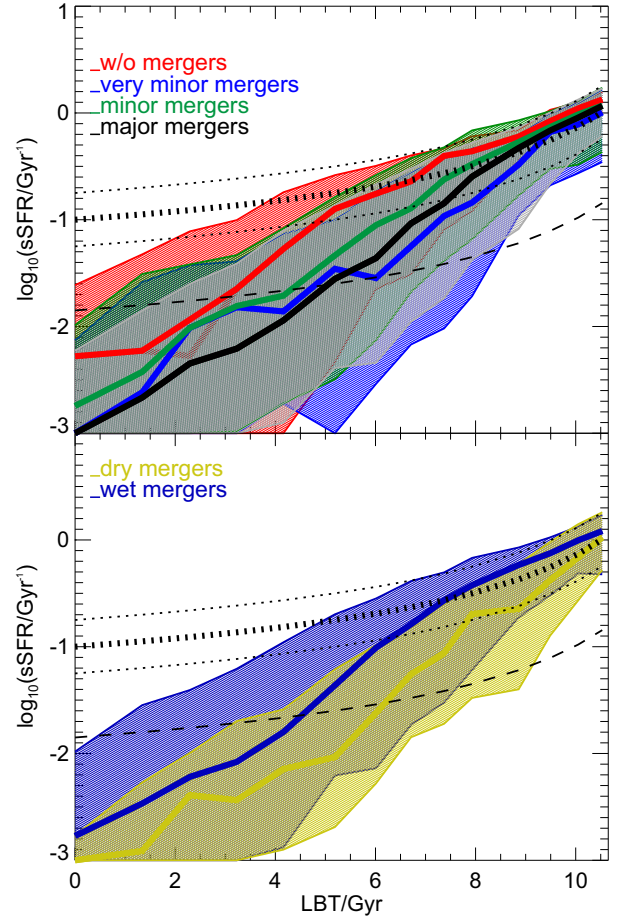 1
_w/o mergers
_very minor mergers
_minor mergers
_major mergers
0
-1
-2
-3
log₁₀(sSFR/Gyr⁻¹)
_dry mergers
_wet mergers
0
-1
-2
-3
log₁₀(sSFR/Gyr⁻¹)
0 2 4 6 8 10
LBT/Gyr